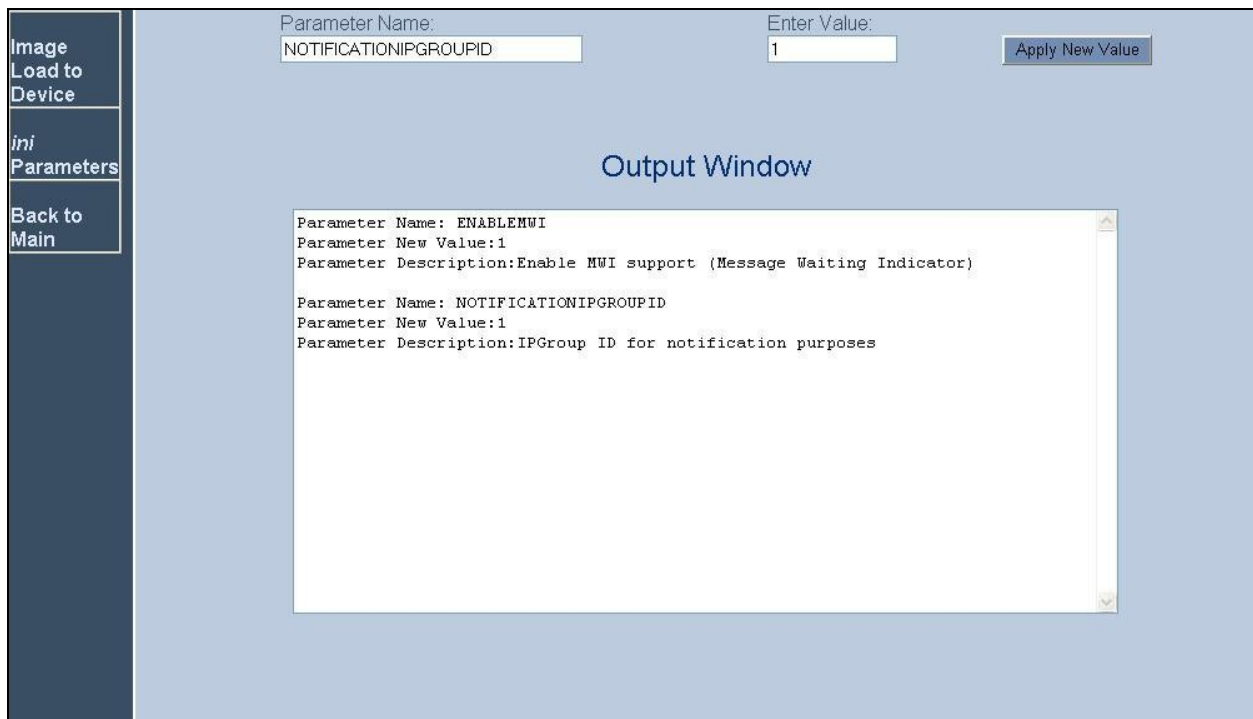 Image
Load to
Device
ini
Parameters
Back to
Main
Parameter Name:
NOTIFICATIONIPGROUPID
Enter Value:
1
Apply New Value
Output Window
Parameter Name: ENABLEMWI
Parameter New Value:1
Parameter Description:Enable MWI support (Message Waiting Indicator)
Parameter Name: NOTIFICATIONIPGROUPID
Parameter New Value:1
Parameter Description:IPGroup ID for notification purposes